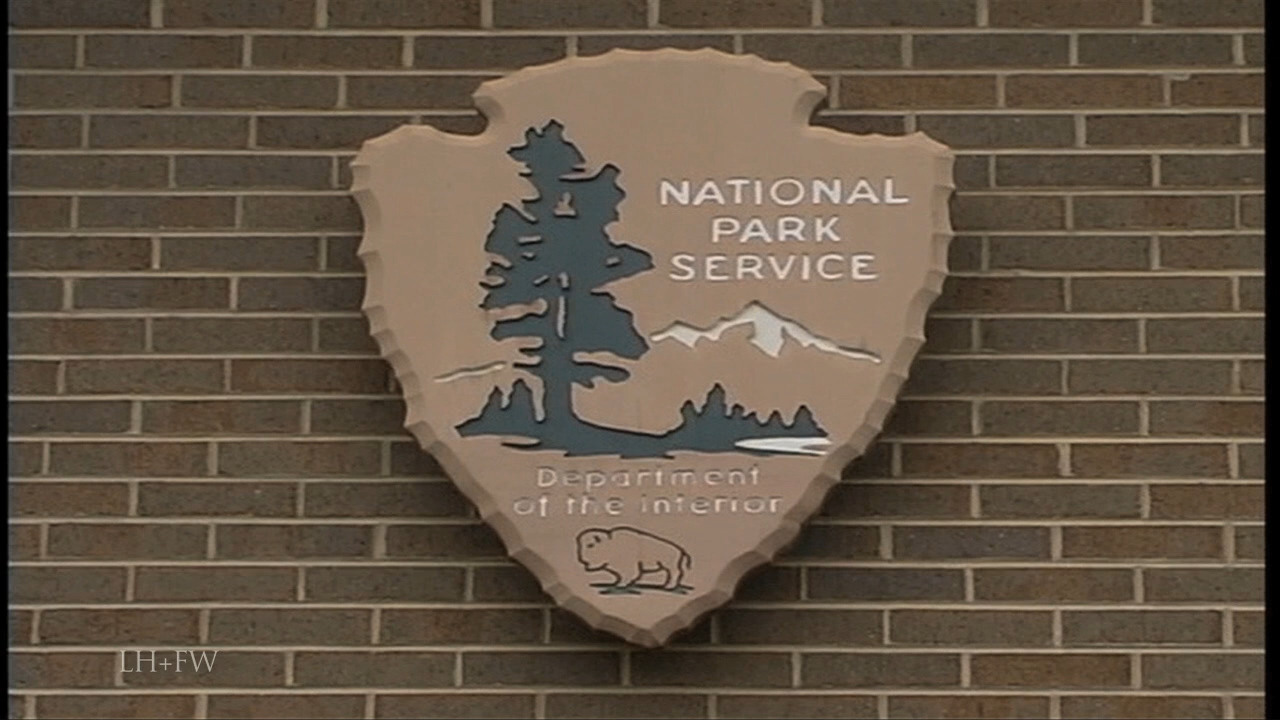 NATIONAL
PARK
SERVICE
Department
of the Interior
LH+FW